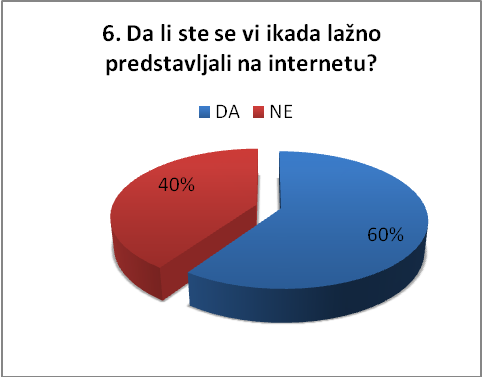 6. Da li ste se vi ikada lažno
predstavljali na internetu?
DA NE
40%
60%